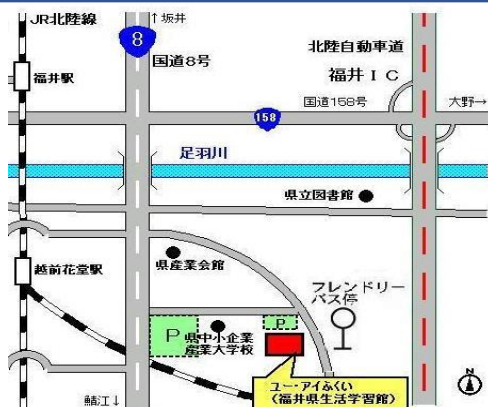 JR北陸線
↑坂井
8
国道8号
北陸自動車道
福井IC
福井駅
国道158号
大野→
158
足羽川
県立図書館
県産業会館
越前花堂駅
フレンドリー
バス停
P
P
県中小企業
産業大学校
ユー・アイふくい
(福井県生活学習館)
鯖江↓
N